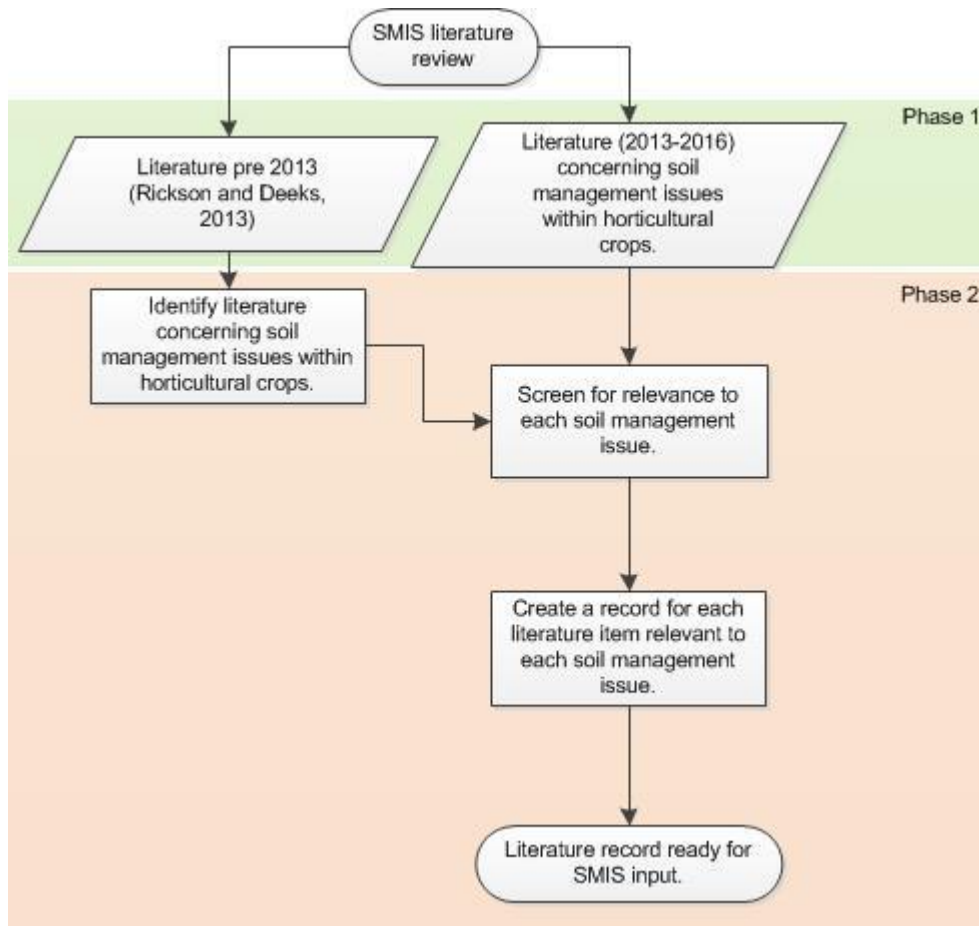 SMIS literature
review
Phase 1
Literature pre 2013
(Rickson and Deeks,
2013)
Literature (2013-2016)
concerning soil
management issues
within horticultural
crops.
Phase 2
Identify literature
concerning soil
management issues within
horticultural crops.
Screen for relevance to
each soil management
issue.
Create a record for each
literature item relevant to
each soil management
issue.
Literature record ready for
SMIS input.